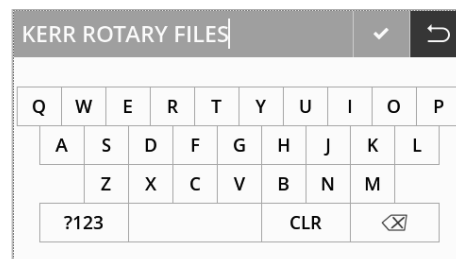 KERR ROTARY FILES
Q W E R T Y U I O P
A S D F G H J K L
Z X C V B N M
?123 CLR